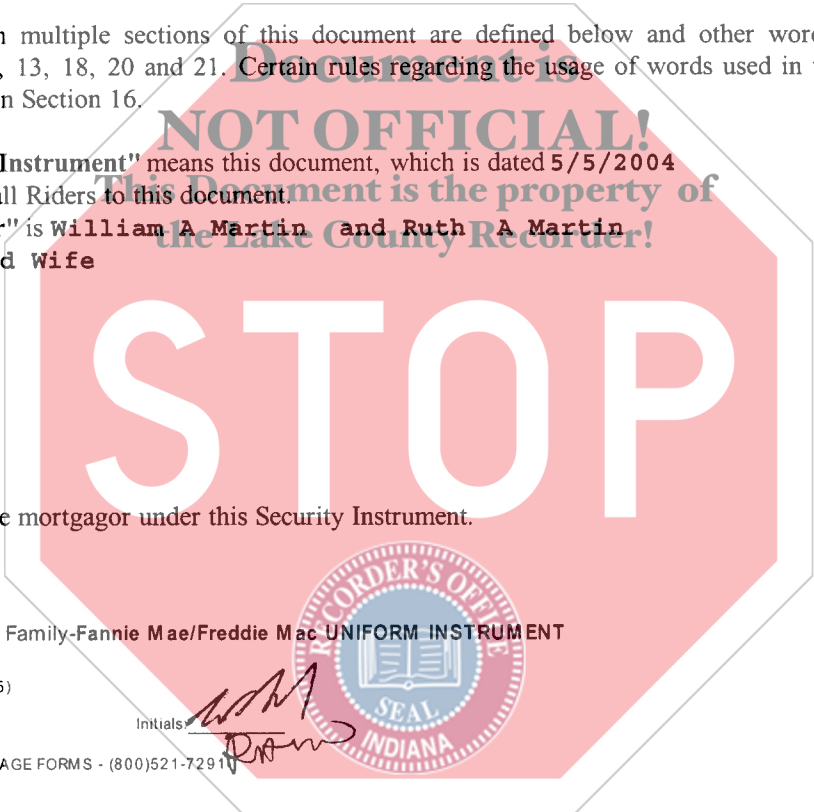 multiple sections of this document are defined below and other
, 13, 18, 20 and 21. Certain rules regarding the usage of words used in
n Section 16.
Document is
NOT OFFICIAL!
This Document is the property of
the Lake County Recorder!
Instrument" means this document, which is dated 5/5/2004
all Riders to this document.
" is William A Martin and Ruth A Martin
d Wife
STOP
e mortgagor under this Security Instrument.
RECORDER'S OFFICE
SEAL
INDIANA
Family-Fannie Mae/Freddie Mac UNIFORM INSTRUMENT
Initials:
AGE FORMS - (800)521-7291